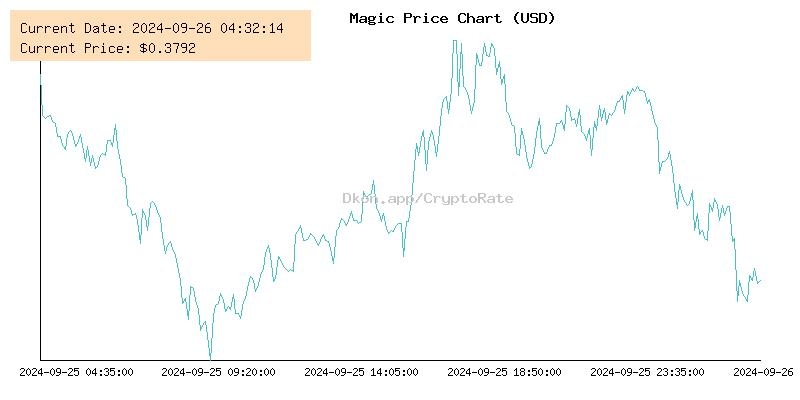 Magic Price Chart (USD)
Current Date: 2024-09-26 04:32:14
Current Price: $0.3792
Dkon.app/CryptoRate
2024-09-25 04:35:00 2024-09-25 09:20:00 2024-09-25 14:05:00 2024-09-25 18:50:00 2024-09-25 23:35:00 2024-09-26